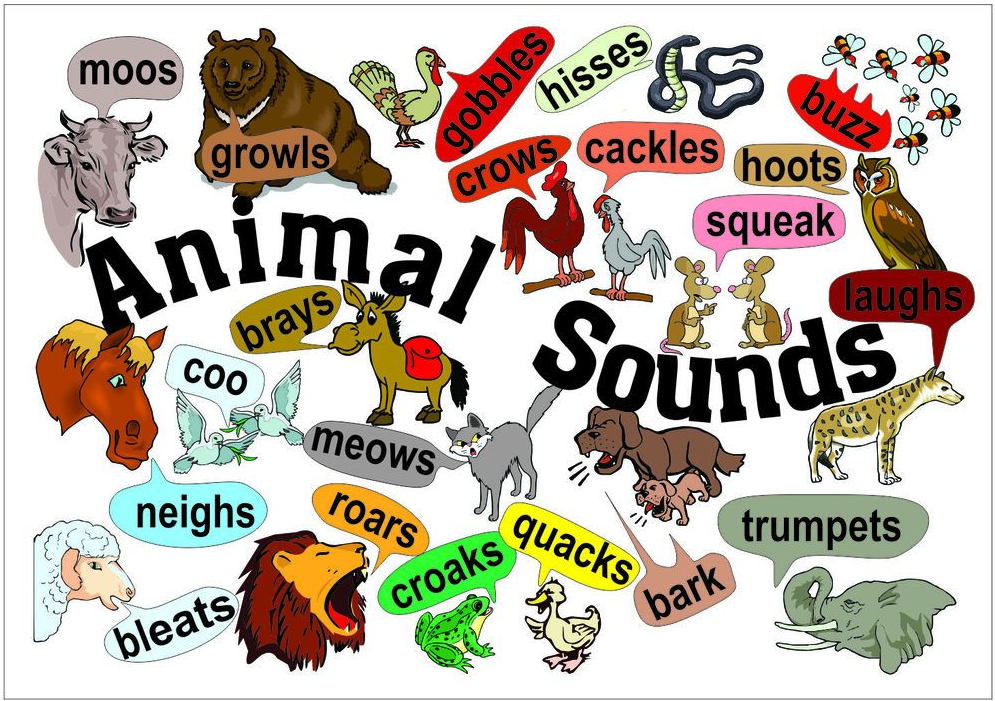 moos
growls
gobbles
hisses
buzz
crows
cackles
hoots
squeak
Animal
Sounds
laughs
brays
coo
meows
neighs
roars
croaks
quacks
bark
trumpets
bleats